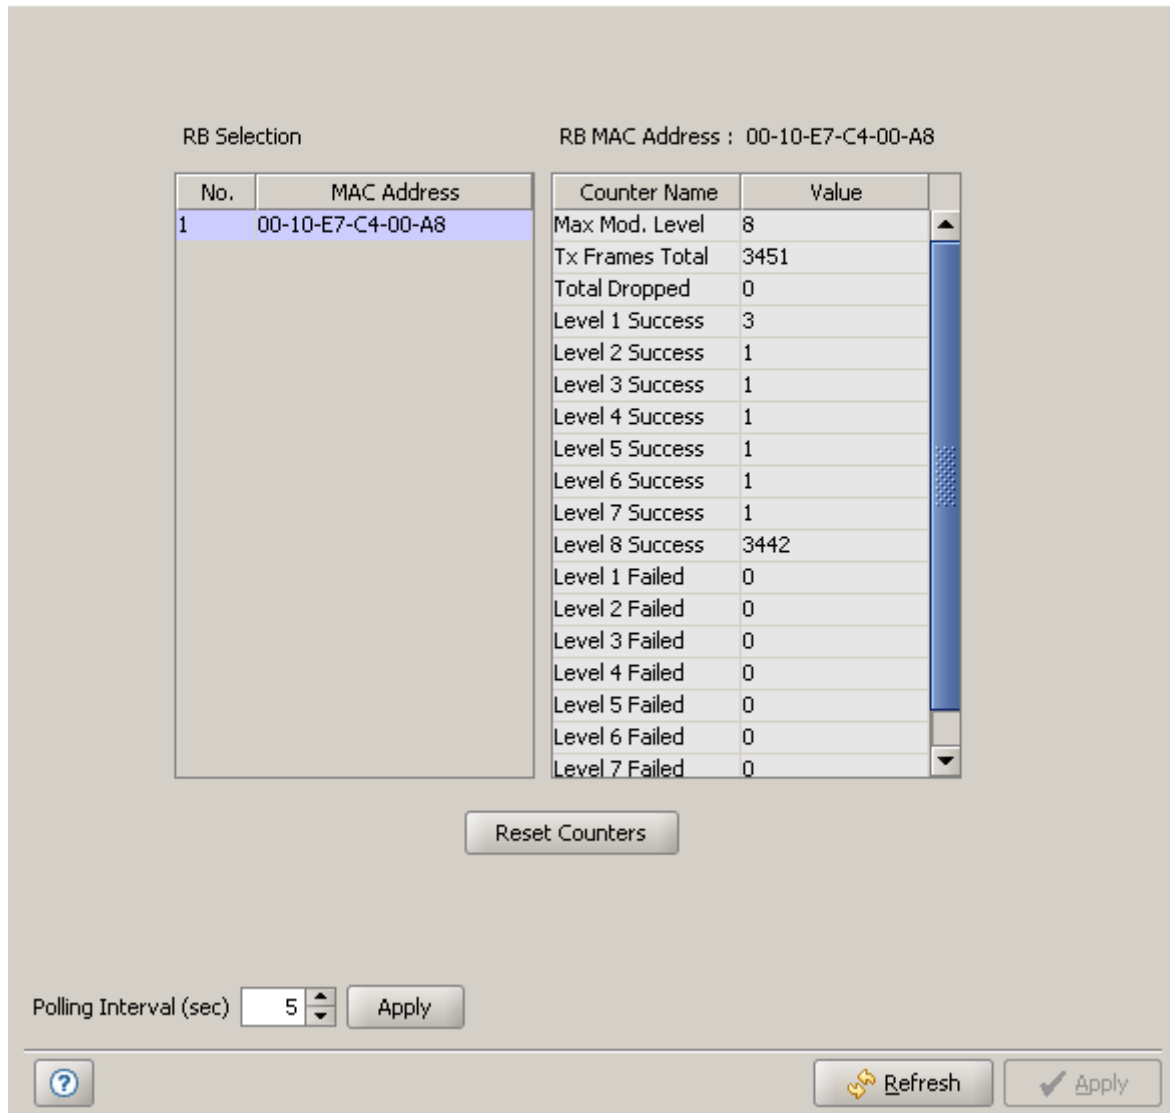 RB Selection RB MAC Address : 00-10-E7-C4-00-A8
No. MAC Address Counter Name Value
1 00-10-E7-C4-00-A8 Max Mod. Level 8
Tx Frames Total 3451
Total Dropped 0
Level 1 Success 3
Level 2 Success 1
Level 3 Success 1
Level 4 Success 1
Level 5 Success 1
Level 6 Success 1
Level 7 Success 1
Level 8 Success 3442
Level 1 Failed 0
Level 2 Failed 0
Level 3 Failed 0
Level 4 Failed 0
Level 5 Failed 0
Level 6 Failed 0
Level 7 Failed 0
Reset Counters
Polling Interval (sec) 5 Apply
? Refresh Apply